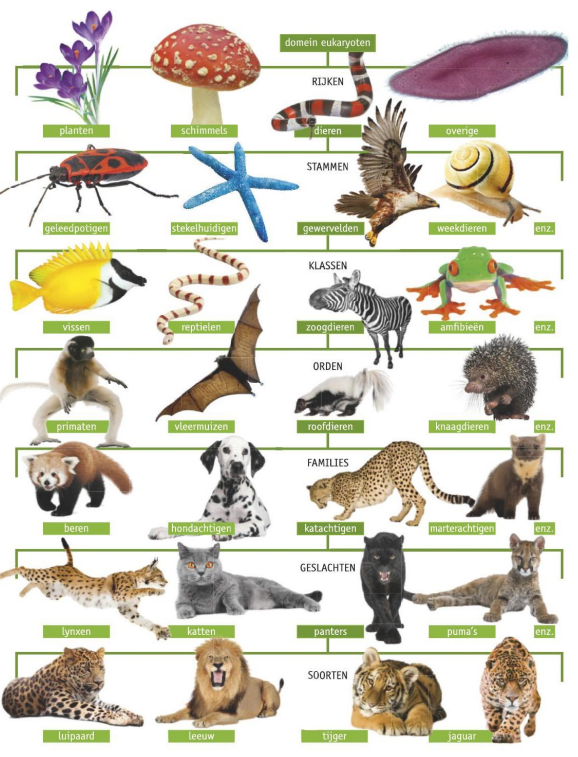 domein eukaryoten
RIJKEN
planten schimmels dieren overige
STAMMEN
geleedpotigen stekelhuidigen gewervelden weekdieren enz.
KLASSEN
vissen reptielen zoogdieren amfibieën enz.
ORDEN
primaten vleermuizen roofdieren knaagdieren enz.
FAMILIES
beren hondachtigen katachtigen marterachtigen enz.
GESLACHTEN
lynxen katten panters puma's enz.
SOORTEN
luipaard leeuw tijger jaguar